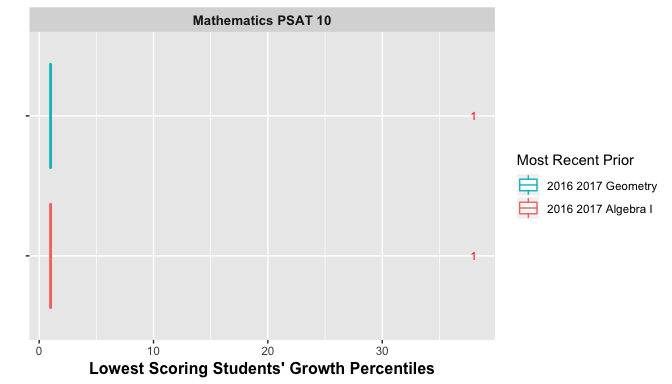 Mathematics PSAT 10
1
1
Most Recent Prior
2016 2017 Geometry
2016 2017 Algebra I
0 10 20 30
Lowest Scoring Students' Growth Percentiles